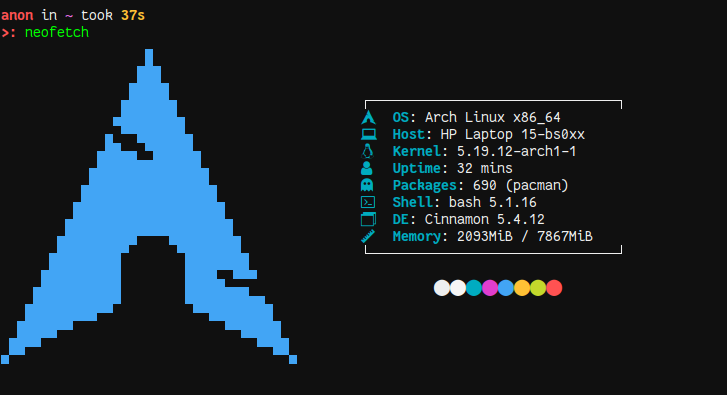 anon in ~ took 37s
>: neofetch
OS: Arch Linux x86_64
Host: HP Laptop 15-bs0xx
Kernel: 5.19.12-arch1-1
Uptime: 32 mins
Packages: 690 (pacman)
Shell: bash 5.1.16
DE: Cinnamon 5.4.12
Memory: 2093MiB / 7867MiB